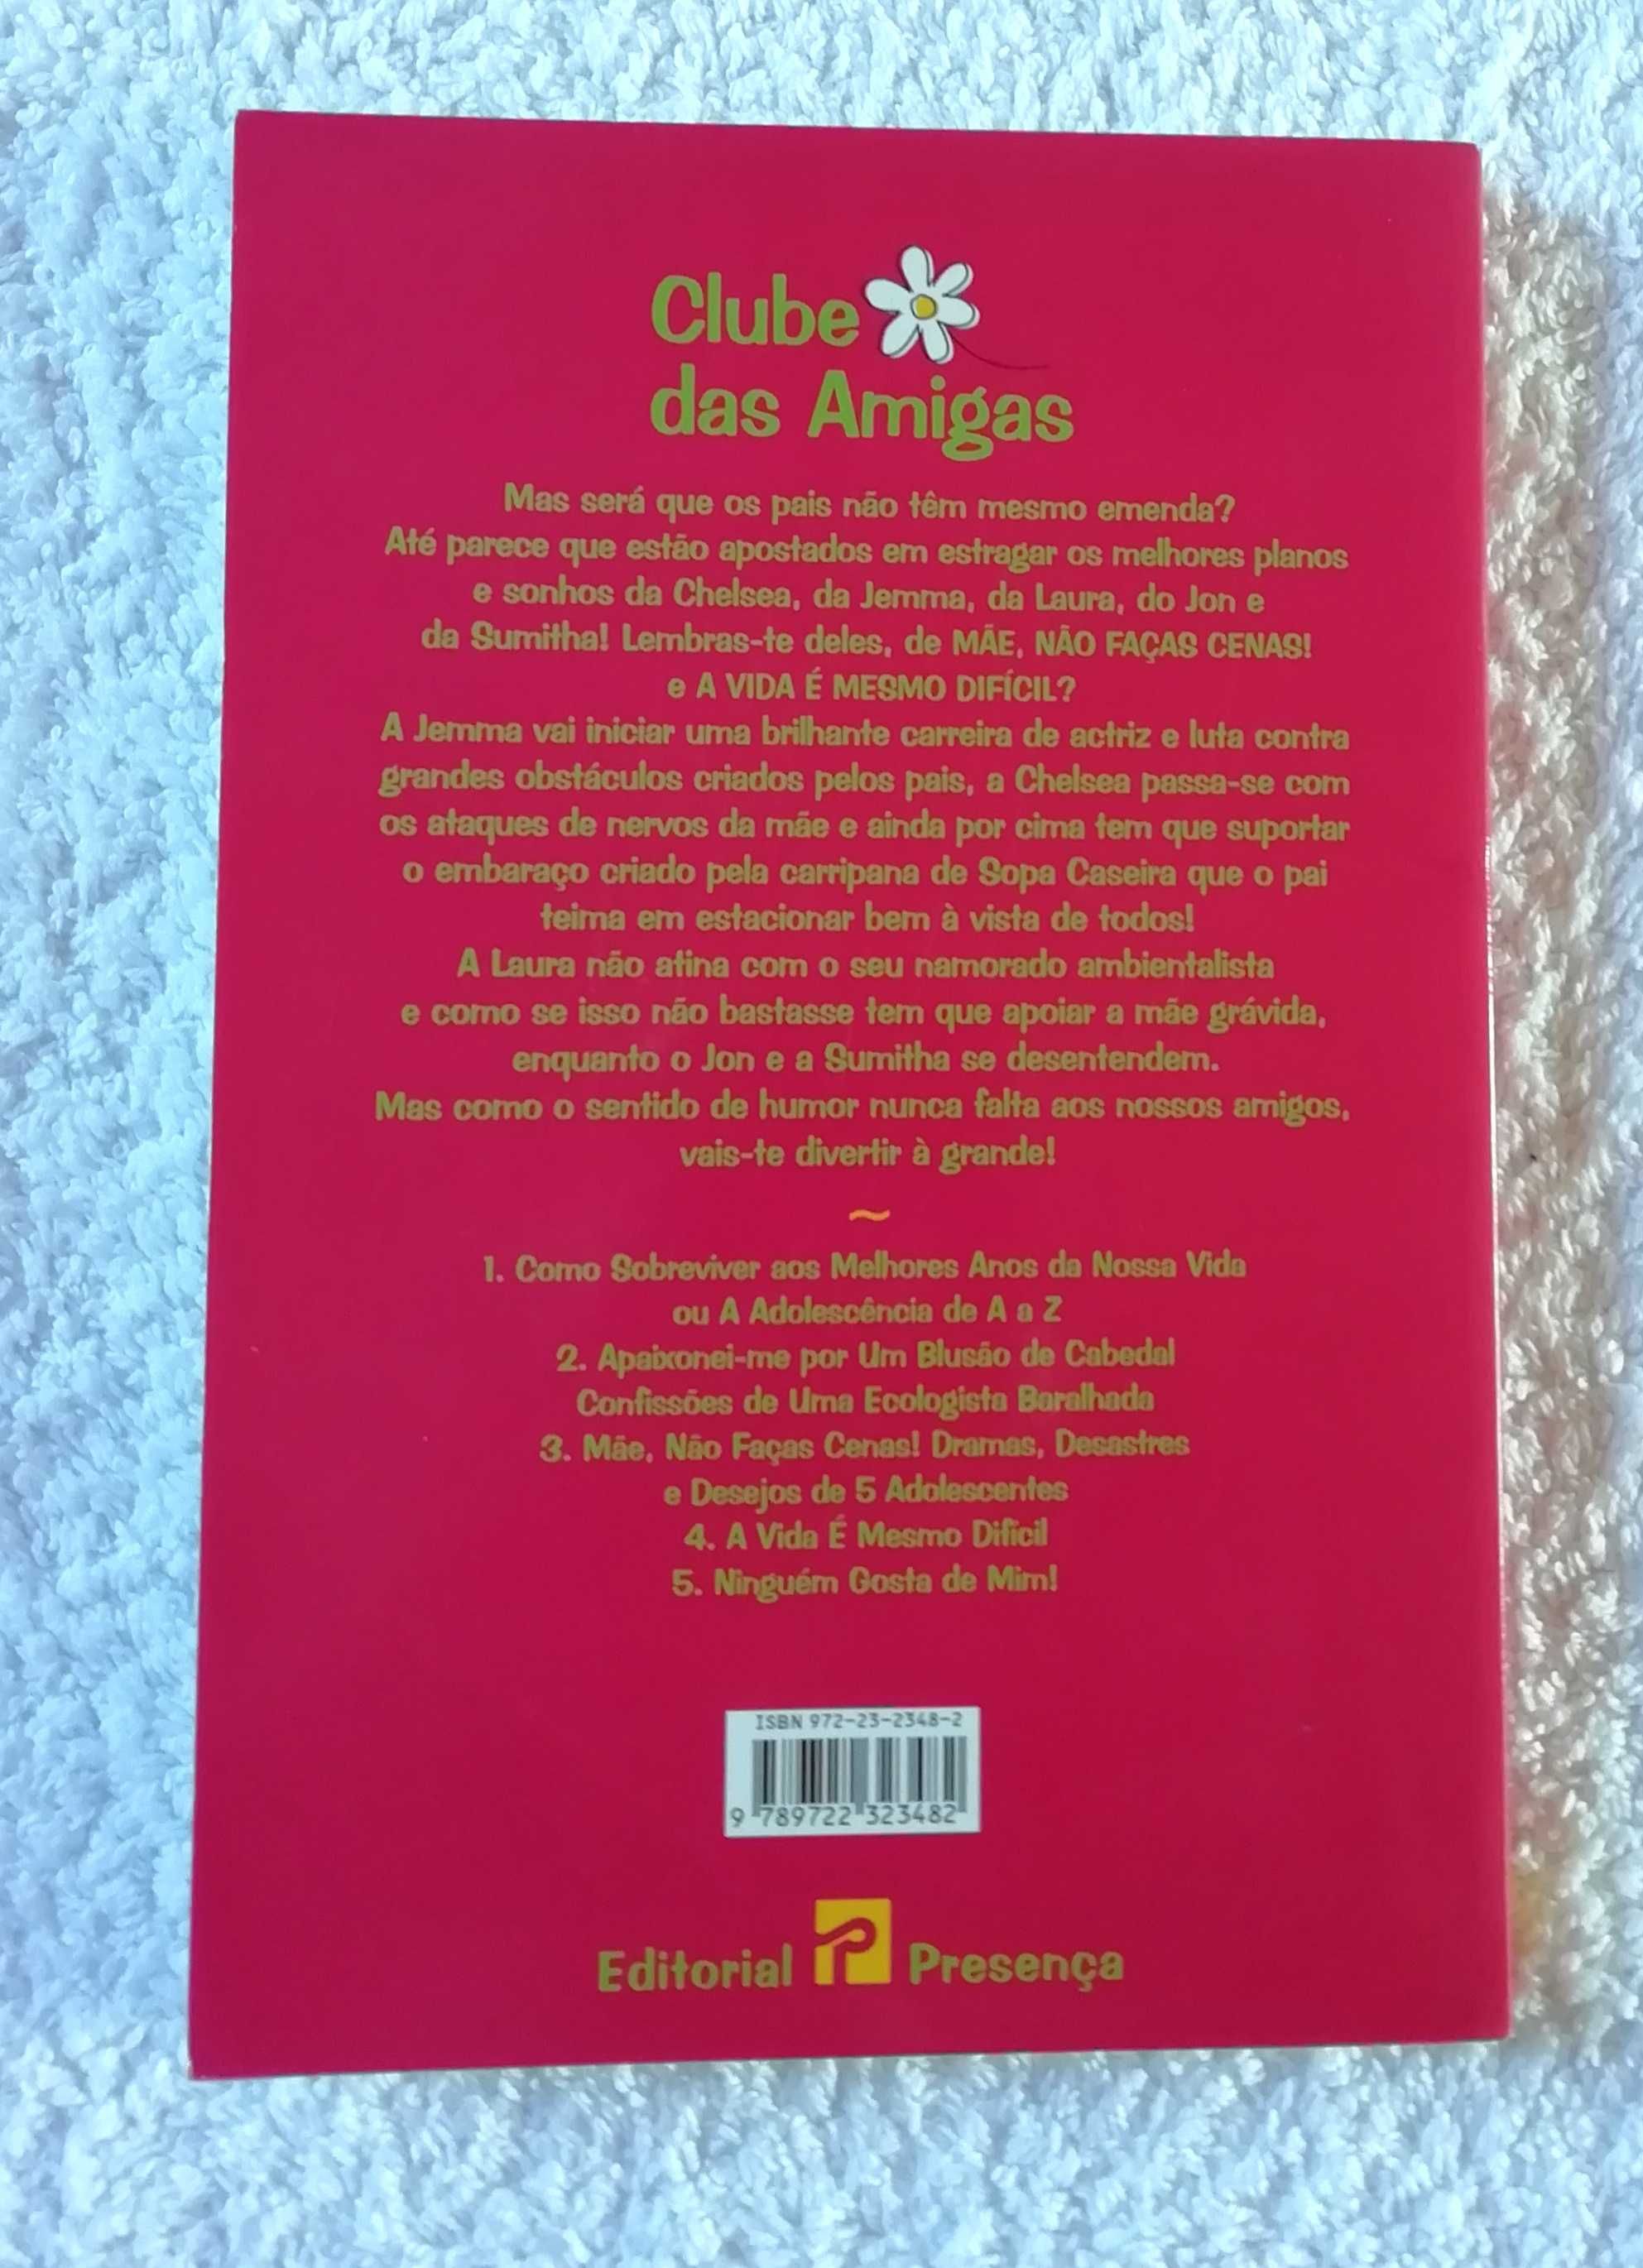 Clube
das Amigas
Mas será que os pais não têm mesmo emenda?
Até parece que estão apostados em estragar os melhores planos
e sonhos da Chelsea, da Jemma, da Laura, do Jon e
da Sumitha! Lembras-te deles, de MÃE, NÃO FAÇAS CENAS!
e A VIDA É MESMO DIFÍCIL?
A Jemma vai iniciar uma brilhante carreira de actriz e luta contra
grandes obstáculos criados pelos pais, a Chelsea passa-se com
os ataques de nervos da mãe e ainda por cima tem que suportar
o embaraço criado pela carripana de Sopa Caseira que o pai
teima em estacionar bem à vista de todos!
A Laura não atina com o seu namorado ambientalista
e como se isso não bastasse tem que apoiar a mãe grávida,
enquanto o Jon e a Sumitha se desentendem.
Mas como o sentido de humor nunca falta aos nossos amigos,
vais-te divertir à grande!
~
1. Como Sobreviver aos Melhores Anos da Nossa Vida
ou A Adolescência de A a Z
2. Apaixonei-me por Um Blusão de Cabedal
Confissões de Uma Ecologista Baralhada
3. Mãe, Não Faças Cenas! Dramas, Desastres
e Desejos de 5 Adolescentes
4. A Vida É Mesmo Difícil
5. Ninguém Gosta de Mim!
ISBN 972-23-2348-2
9 789722 323482
Editorial P Presença